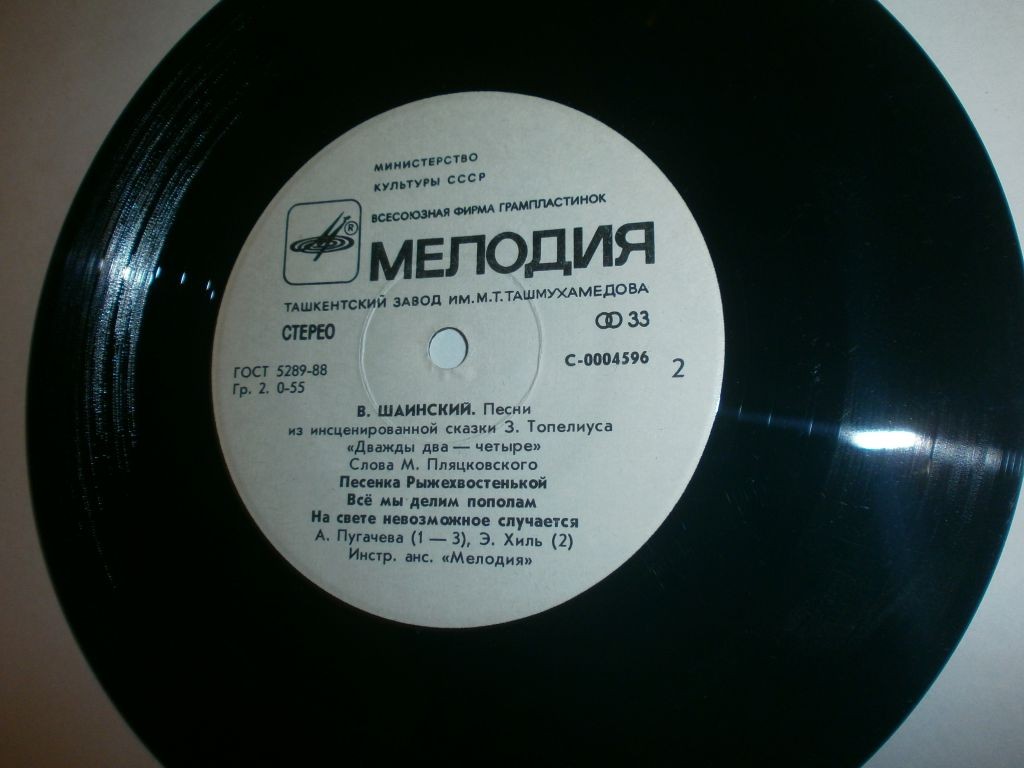 МИНИСТЕРСТВО
КУЛЬТУРЫ СССР
ВСЕСОЮЗНАЯ ФИРМА ГРАМПЛАСТИНОК
®
МЕЛОДИЯ
ТАШКЕНТСКИЙ ЗАВОД ИМ. М. Т. ТАШМУХАМЕДОВА
СТЕРЕО
33
С-0004596
2
ГОСТ 5289-88
Гр. 2. 0-55
В. ШАИНСКИЙ. Песни
из инсценированной сказки З. Топелиуса
«Дважды два — четыре»
Слова М. Пляцковского
Песенка Рыжехвостенькой
Всё мы делим пополам
На свете невозможное случается
А. Пугачева (1 — 3), Э. Хиль (2)
Инстр. анс. «Мелодия»